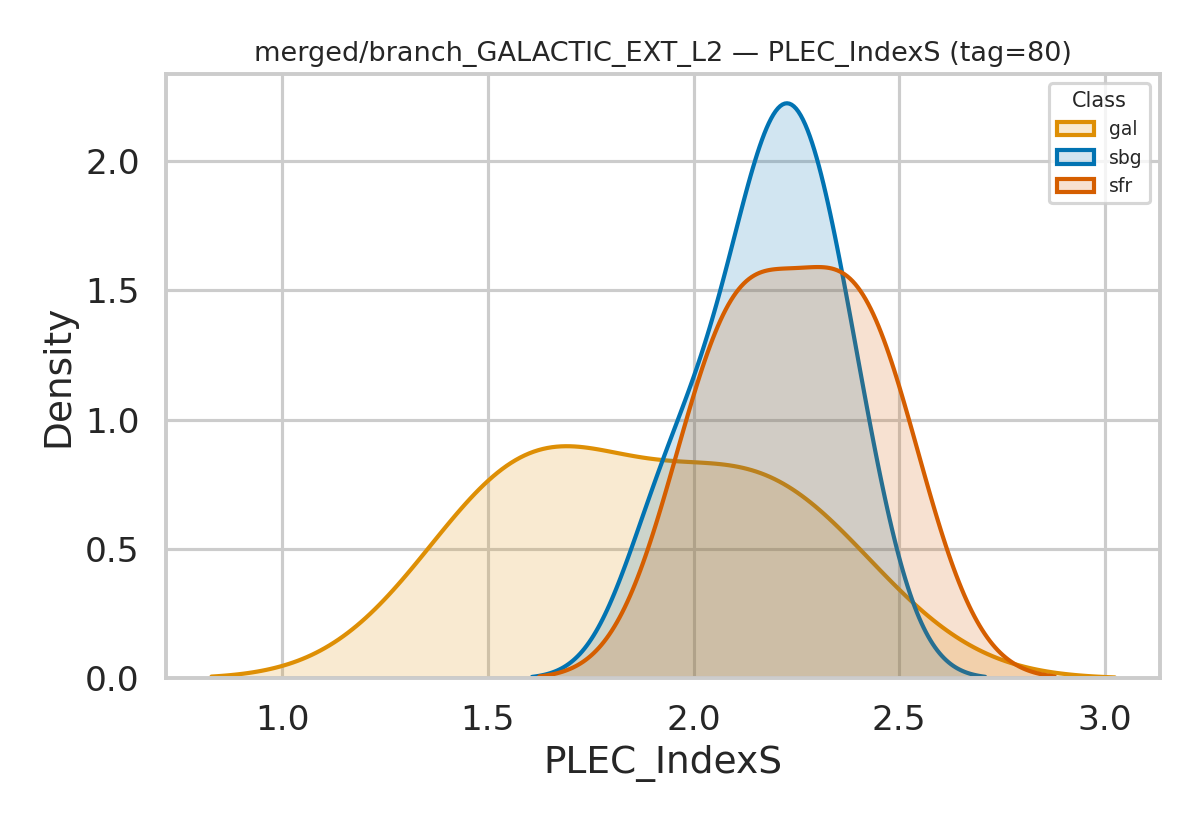 merged/branch_GALACTIC_EXT_L2 — PLEC_IndexS (tag=80)
Class
gal
sbg
sfr
Density
2.0
1.5
1.0
0.5
0.0
1.0 1.5 2.0 2.5 3.0
PLEC_IndexS